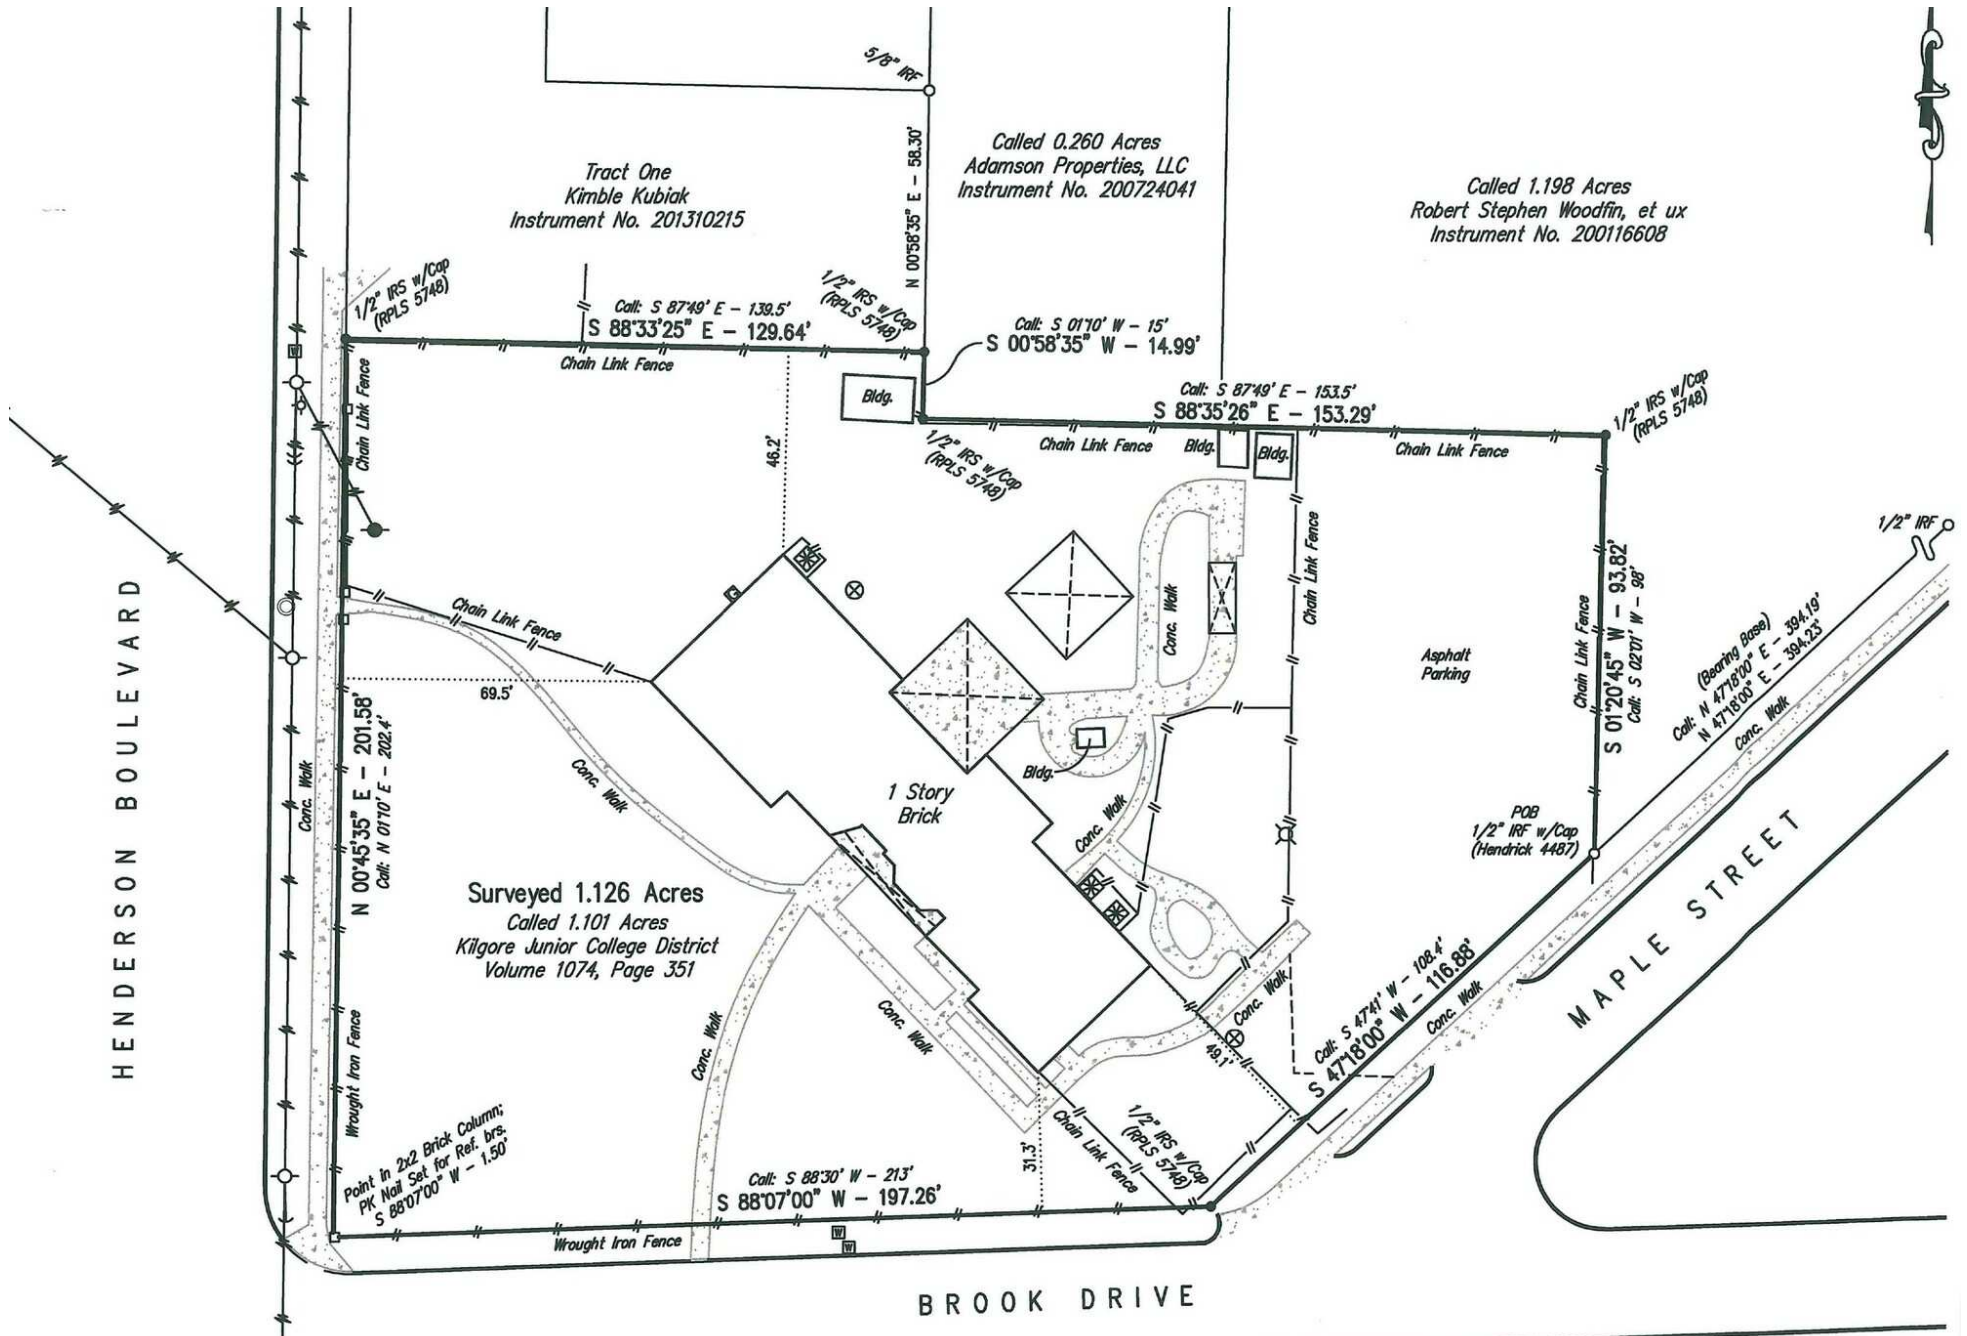 5/8" IRF
N 00°58'35" E - 58.30'
Called 0.260 Acres
Adamson Properties, LLC
Instrument No. 200724041
Tract One
Kimble Kubiak
Instrument No. 201310215
Called 1.198 Acres
Robert Stephen Woodfin, et ux
Instrument No. 200116608
1/2" IRS w/Cap
(RPLS 5748)
Call: S 87°49' E - 139.5'
S 88°33'25" E - 129.64'
Chain Link Fence
1/2" IRS w/Cap
(RPLS 5748)
Call: S 01°10' W - 15'
S 00°58'35" W - 14.99'
W
Chain Link Fence
Bldg.
Call: S 87°49' E - 153.5'
S 88°35'26" E - 153.29'
1/2" IRS w/Cap
(RPLS 5748)
46.2'
1/2" IRS w/Cap
(RPLS 5748)
Chain Link Fence
Bldg.
Bldg.
Chain Link Fence
1/2" IRF
Chain Link Fence
Conc. Walk
G
Chain Link Fence
Chain Link Fence
S 01°20'45" W - 93.82'
Call: S 02°01' W - 98'
Asphalt
Parking
(Bearing Base)
Call: N 47°18'00" E - 394.19'
N 47°18'00" E - 394.23'
Conc. Walk
69.5'
N 00°45'35" E - 201.58'
Call: N 01°10' E - 202.4'
Conc. Walk
Conc. Walk
Bldg.
1 Story
Brick
Conc. Walk
POB
1/2" IRF w/Cap
(Hendrick 4487)
HENDERSON BOULEVARD
MAPLE STREET
Surveyed 1.126 Acres
Called 1.101 Acres
Kilgore Junior College District
Volume 1074, Page 351
Conc. Walk
Conc. Walk
Conc. Walk
49.1'
Call: S 47°41' W - 108.4'
S 47°18'00" W - 116.88'
Conc. Walk
Wrought Iron Fence
Point in 2x2 Brick Column;
PK Nail Set for Ref. brs.
S 88°07'00" W - 1.50'
31.3'
Chain Link Fence
1/2" IRS w/Cap
(RPLS 5748)
Call: S 88°30' W - 213'
S 88°07'00" W - 197.26'
Wrought Iron Fence
W
W
BROOK DRIVE